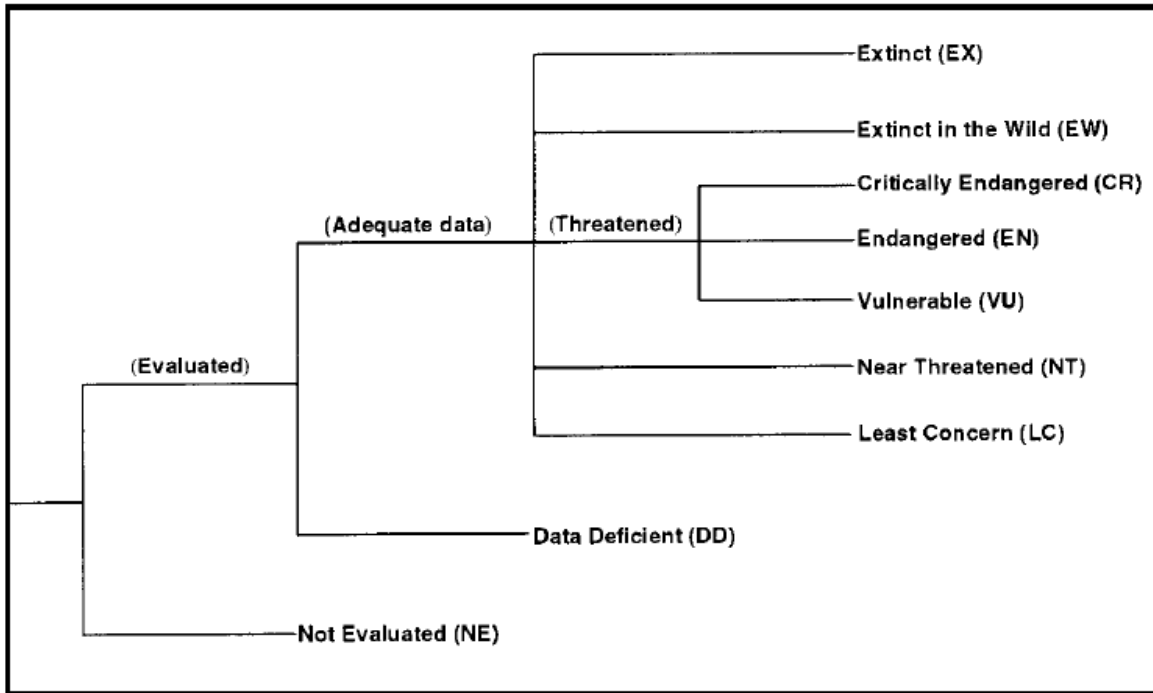 Extinct (EX)
Extinct in the Wild (EW)
Critically Endangered (CR)
(Adequate data)
(Threatened)
Endangered (EN)
Vulnerable (VU)
(Evaluated)
Near Threatened (NT)
Least Concern (LC)
Data Deficient (DD)
Not Evaluated (NE)